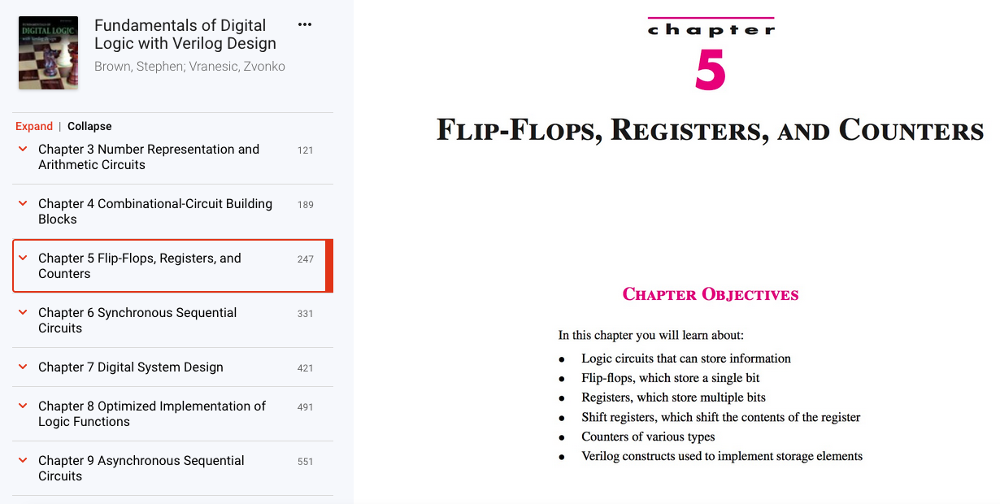 DIGITAL LOGIC
with Verilog Design
Fundamentals of Digital
Logic with Verilog Design
•••
Brown, Stephen; Vranesic, Zvonko
Expand | Collapse
Chapter 3 Number Representation and 121
Arithmetic Circuits
Chapter 4 Combinational-Circuit Building 189
Blocks
Chapter 5 Flip-Flops, Registers, and 247
Counters
Chapter 6 Synchronous Sequential 331
Circuits
Chapter 7 Digital System Design 421
Chapter 8 Optimized Implementation of 491
Logic Functions
Chapter 9 Asynchronous Sequential 551
Circuits
chapter
5
Flip-Flops, Registers, and Counters
Chapter Objectives
In this chapter you will learn about:
• Logic circuits that can store information
• Flip-flops, which store a single bit
• Registers, which store multiple bits
• Shift registers, which shift the contents of the register
• Counters of various types
• Verilog constructs used to implement storage elements